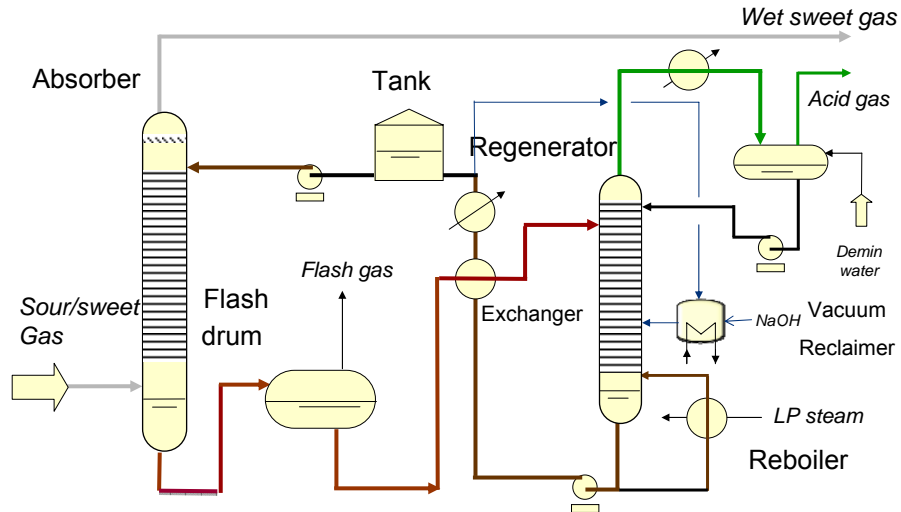 Wet sweet gas
Absorber
Tank
Acid gas
Regenerator
Flash gas
Demin
water
Sour/sweet
Gas
Flash
drum
Exchanger
NaOH
Vacuum
Reclaimer
LP steam
Reboiler